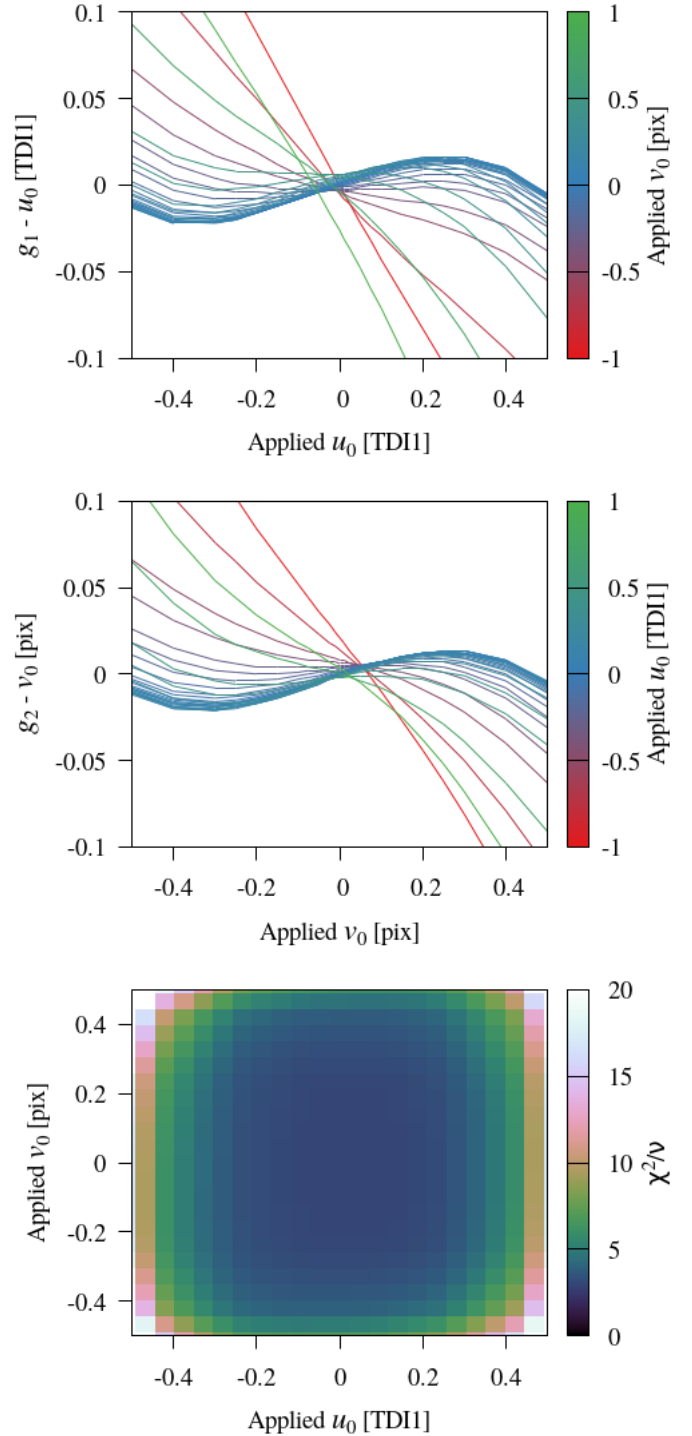 0.1
0.05
0
-0.05
-0.1
g₁ - u₀ [TDI1]
-0.4 -0.2 0 0.2 0.4
Applied u₀ [TDI1]
1
0.5
0
-0.5
-1
Applied v₀ [pix]
0.1
0.05
0
-0.05
-0.1
g₂ - v₀ [pix]
-0.4 -0.2 0 0.2 0.4
Applied v₀ [pix]
1
0.5
0
-0.5
-1
Applied u₀ [TDI1]
0.4
0.2
0
-0.2
-0.4
Applied v₀ [pix]
-0.4 -0.2 0 0.2 0.4
Applied u₀ [TDI1]
20
15
10
5
0
χ²/ν